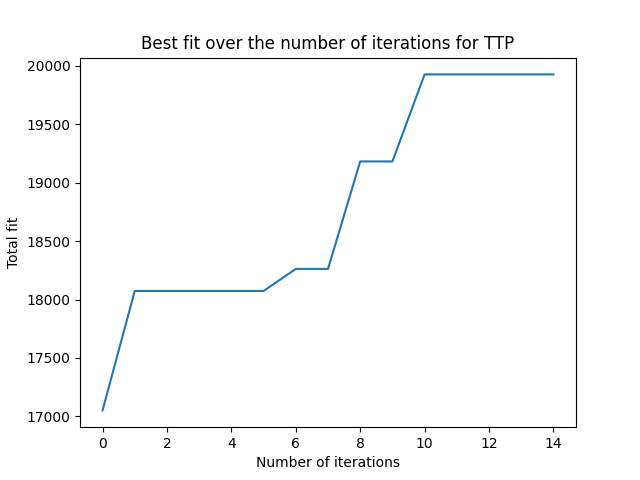 Best fit over the number of iterations for TTP
20000
19500
19000
18500
18000
17500
17000
Total fit
0 2 4 6 8 10 12 14
Number of iterations